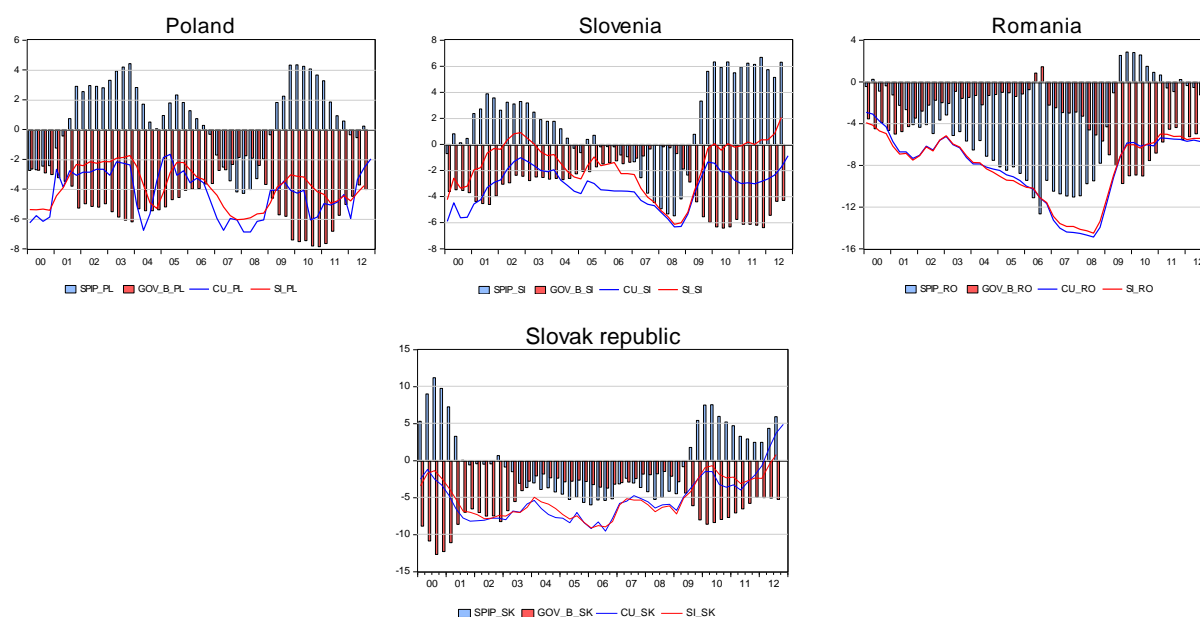 Poland
6
4
2
0
-2
-4
-6
-8
00 01 02 03 04 05 06 07 08 09 10 11 12
SPIP_PL GOV_B_PL CU_PL SI_PL
Slovenia
8
6
4
2
0
-2
-4
-6
-8
00 01 02 03 04 05 06 07 08 09 10 11 12
SPIP_SI GOV_B_SI CU_SI SI_SI
Romania
4
0
-4
-8
-12
-16
00 01 02 03 04 05 06 07 08 09 10 11 12
SPIP_RO GOV_B_RO CU_RO SI_RO
Slovak republic
15
10
5
0
-5
-10
-15
00 01 02 03 04 05 06 07 08 09 10 11 12
SPIP_SK GOV_B_SK CU_SK SI_SK